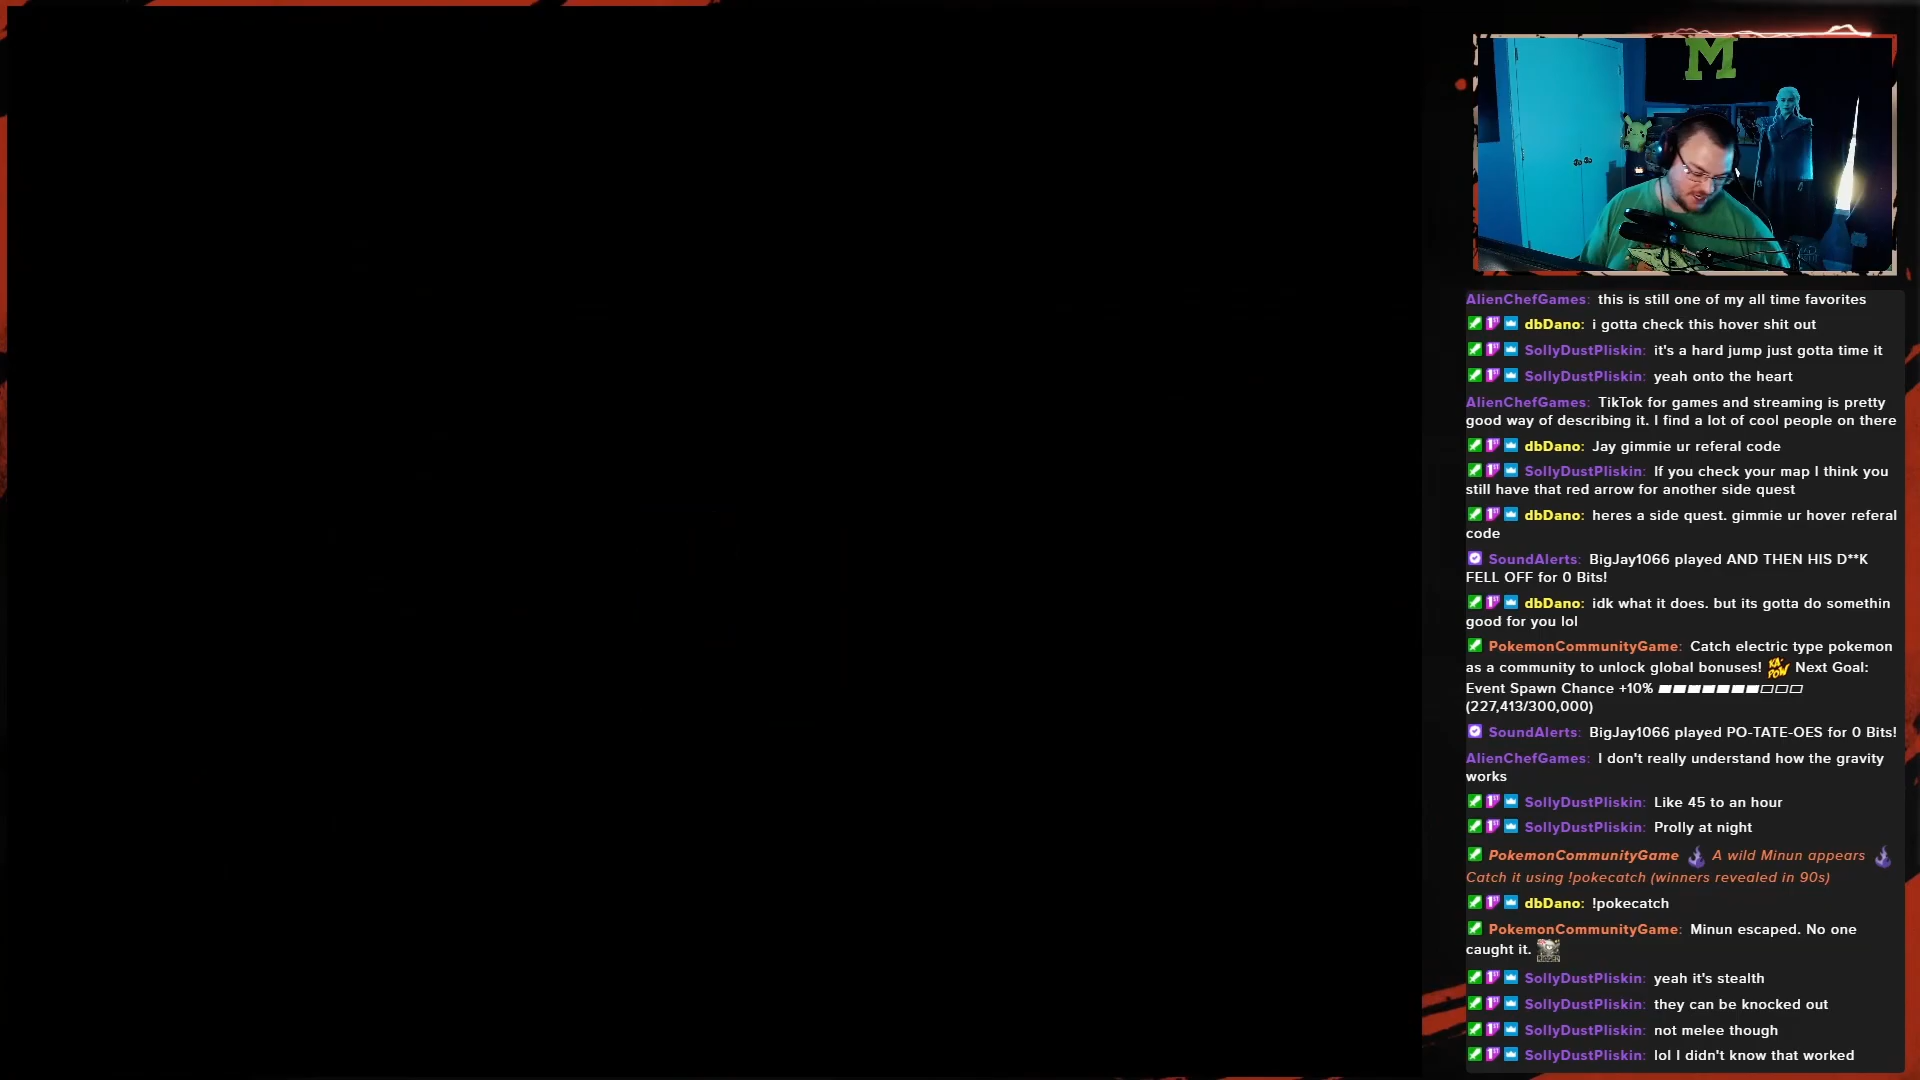 M
AlienChefGames: this is still one of my all time favorites
dbDano: i gotta check this hover shit out
SollyDustPliskin: it's a hard jump just gotta time it
SollyDustPliskin: yeah onto the heart
AlienChefGames: TikTok for games and streaming is pretty
good way of describing it. I find a lot of cool people on there
dbDano: Jay gimmie ur referal code
SollyDustPliskin: If you check your map I think you
still have that red arrow for another side quest
dbDano: heres a side quest. gimmie ur hover referal
code
SoundAlerts: BigJay1066 played AND THEN HIS D**K
FELL OFF for 0 Bits!
dbDano: idk what it does. but its gotta do somethin
good for you lol
PokemonCommunityGame: Catch electric type pokemon
as a community to unlock global bonuses! KA-POW Next Goal:
Event Spawn Chance +10%
(227,413/300,000)
SoundAlerts: BigJay1066 played PO-TATE-OES for 0 Bits!
AlienChefGames: I don't really understand how the gravity
works
SollyDustPliskin: Like 45 to an hour
SollyDustPliskin: Prolly at night
PokemonCommunityGame A wild Minun appears
Catch it using !pokecatch (winners revealed in 90s)
dbDano: !pokecatch
PokemonCommunityGame: Minun escaped. No one
caught it.
SollyDustPliskin: yeah it's stealth
SollyDustPliskin: they can be knocked out
SollyDustPliskin: not melee though
SollyDustPliskin: lol I didn't know that worked